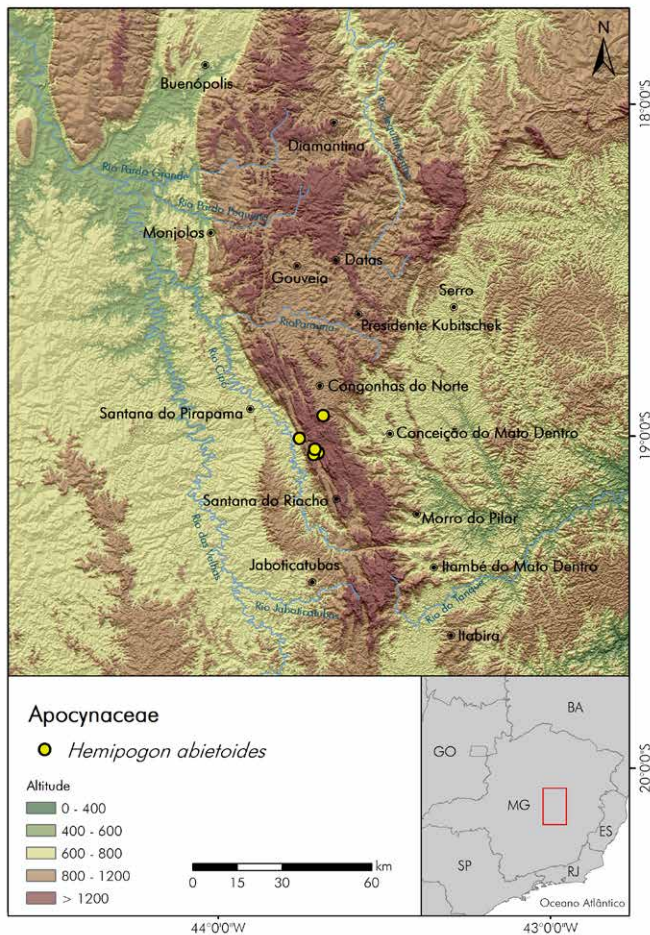 N
Buenópolis
18°0'0"S
Diamantina
Rio Jequitinhonha
Rio Pardo Grande
Rio Pardo Pequeno
Monjolos
Datas
Gouveia
Serro
Rio Paraúna
Presidente Kubitschek
Rio Cipó
Congonhas do Norte
Santana do Pirapama
Conceição do Mato Dentro
19°0'0"S
Santana do Riacho
Morro do Pilar
Rio das Velhas
Jaboticatubas
Itambé do Mato Dentro
Rio Jaboticatubas
Rio do Tanque
Itabira
Apocynaceae
Hemipogon abietoides
Altitude
0 - 400
400 - 600
600 - 800
800 - 1200
> 1200
km
0 15 30 40 60
BA
GO
MG
ES
SP
RJ
Oceano Atlântico
20°0'0"S
44°0'0"W
43°0'0"W